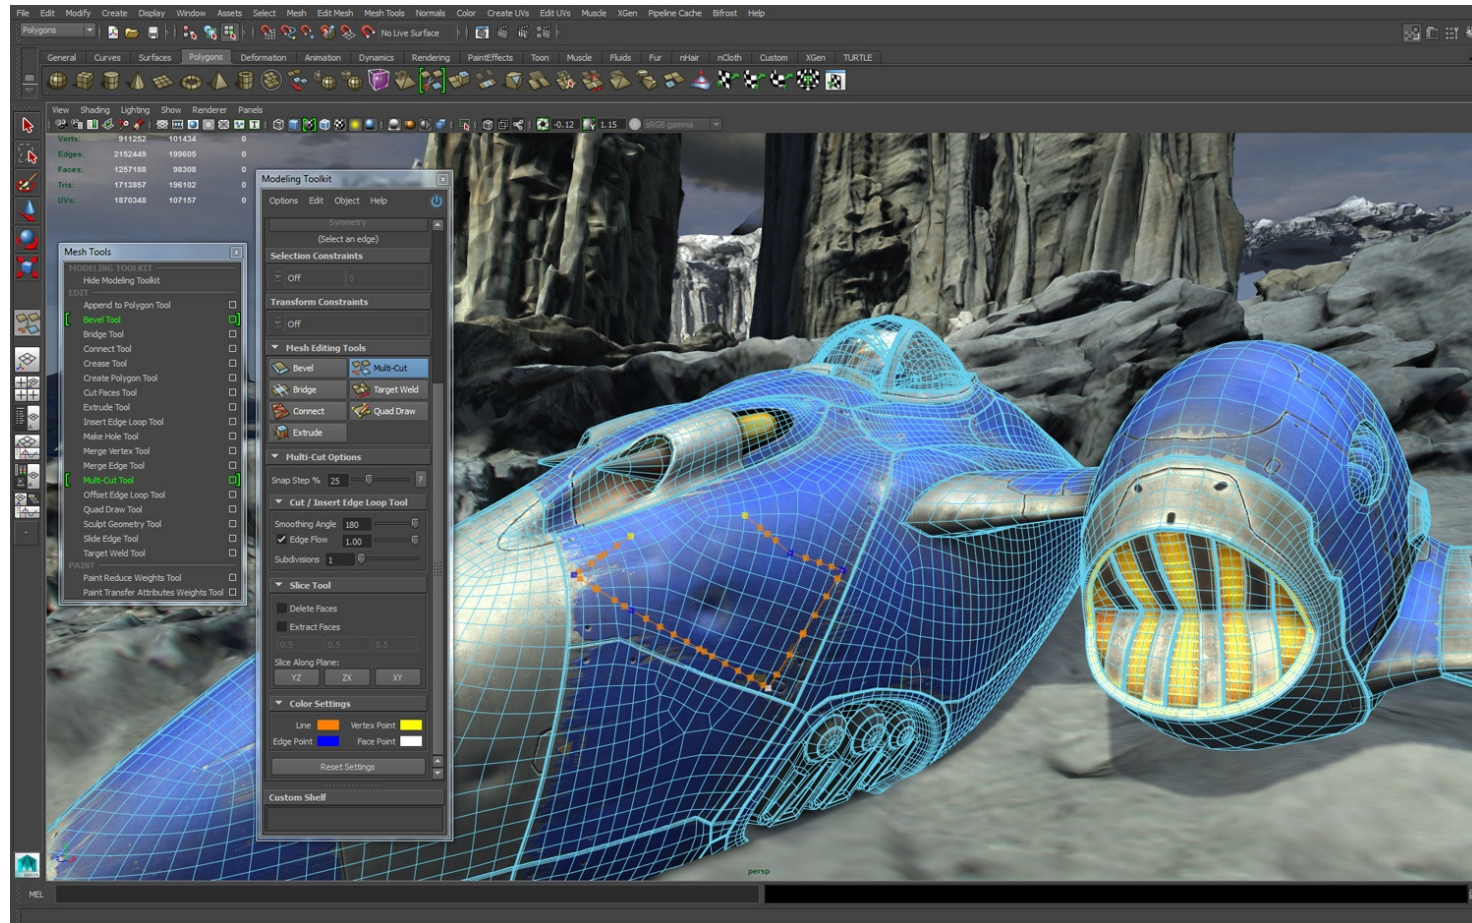 File Edit Modify Create Display Window Assets Select Mesh Edit Mesh Mesh Tools Normals Color Create UVs Edit UVs Muscle XGen Pipeline Cache Bifrost Help
Polygons No Live Surface
General Curves Surfaces Polygons Deformation Animation Dynamics Rendering PaintEffects Toon Muscle Fluids Fur nHair nCloth Custom XGen TURTLE
View Shading Lighting Show Renderer Panels
-0.12 1.15 sRGB gamma
Verts: 911252 101434 0
Edges: 2152449 199605 0
Faces: 1257188 98308 0
Tris: 1713857 196102 0
UVs: 1870348 107157 0
Mesh Tools
MODELING TOOLKIT
Hide Modeling Toolkit
EDIT
Append to Polygon Tool
Bevel Tool
Bridge Tool
Connect Tool
Crease Tool
Create Polygon Tool
Cut Faces Tool
Extrude Tool
Insert Edge Loop Tool
Make Hole Tool
Merge Vertex Tool
Merge Edge Tool
Multi-Cut Tool
Offset Edge Loop Tool
Quad Draw Tool
Sculpt Geometry Tool
Slide Edge Tool
Target Weld Tool
PAINT
Paint Reduce Weights Tool
Paint Transfer Attributes Weights Tool
Modeling Toolkit
Options Edit Object Help
Symmetry
(Select an edge)
Selection Constraints
Off 0
Transform Constraints
Off
Mesh Editing Tools
Bevel Multi-Cut
Bridge Target Weld
Connect Quad Draw
Extrude
Multi-Cut Options
Snap Step % 25 ?
Cut / Insert Edge Loop Tool
Smoothing Angle 180
Edge Flow 1.00
Subdivisions 1
Slice Tool
Delete Faces
Extract Faces
0.5 0.5 0.5
Slice Along Plane:
YZ ZX XY
Color Settings
Line Vertex Point
Edge Point Face Point
Reset Settings
Custom Shelf
persp
MEL